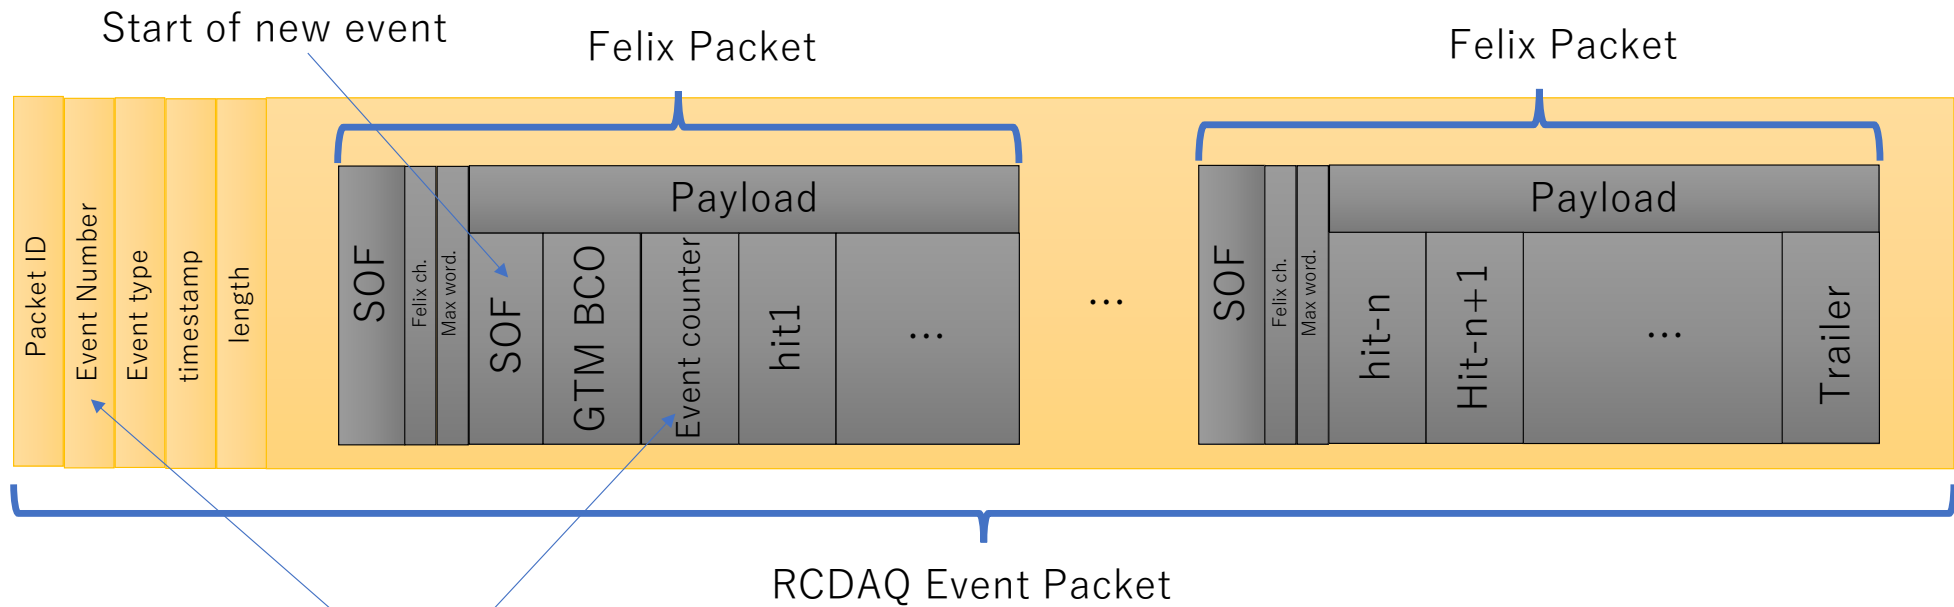 Start of new event
Felix Packet
Felix Packet
Packet ID
Event Number
Event type
timestamp
length
SOF
Felix ch.
Max word.
Payload
SOF
GTM BCO
Event counter
hit1
...
...
SOF
Felix ch.
Max word.
Payload
hit-n
Hit-n+1
...
Trailer
RCDAQ Event Packet